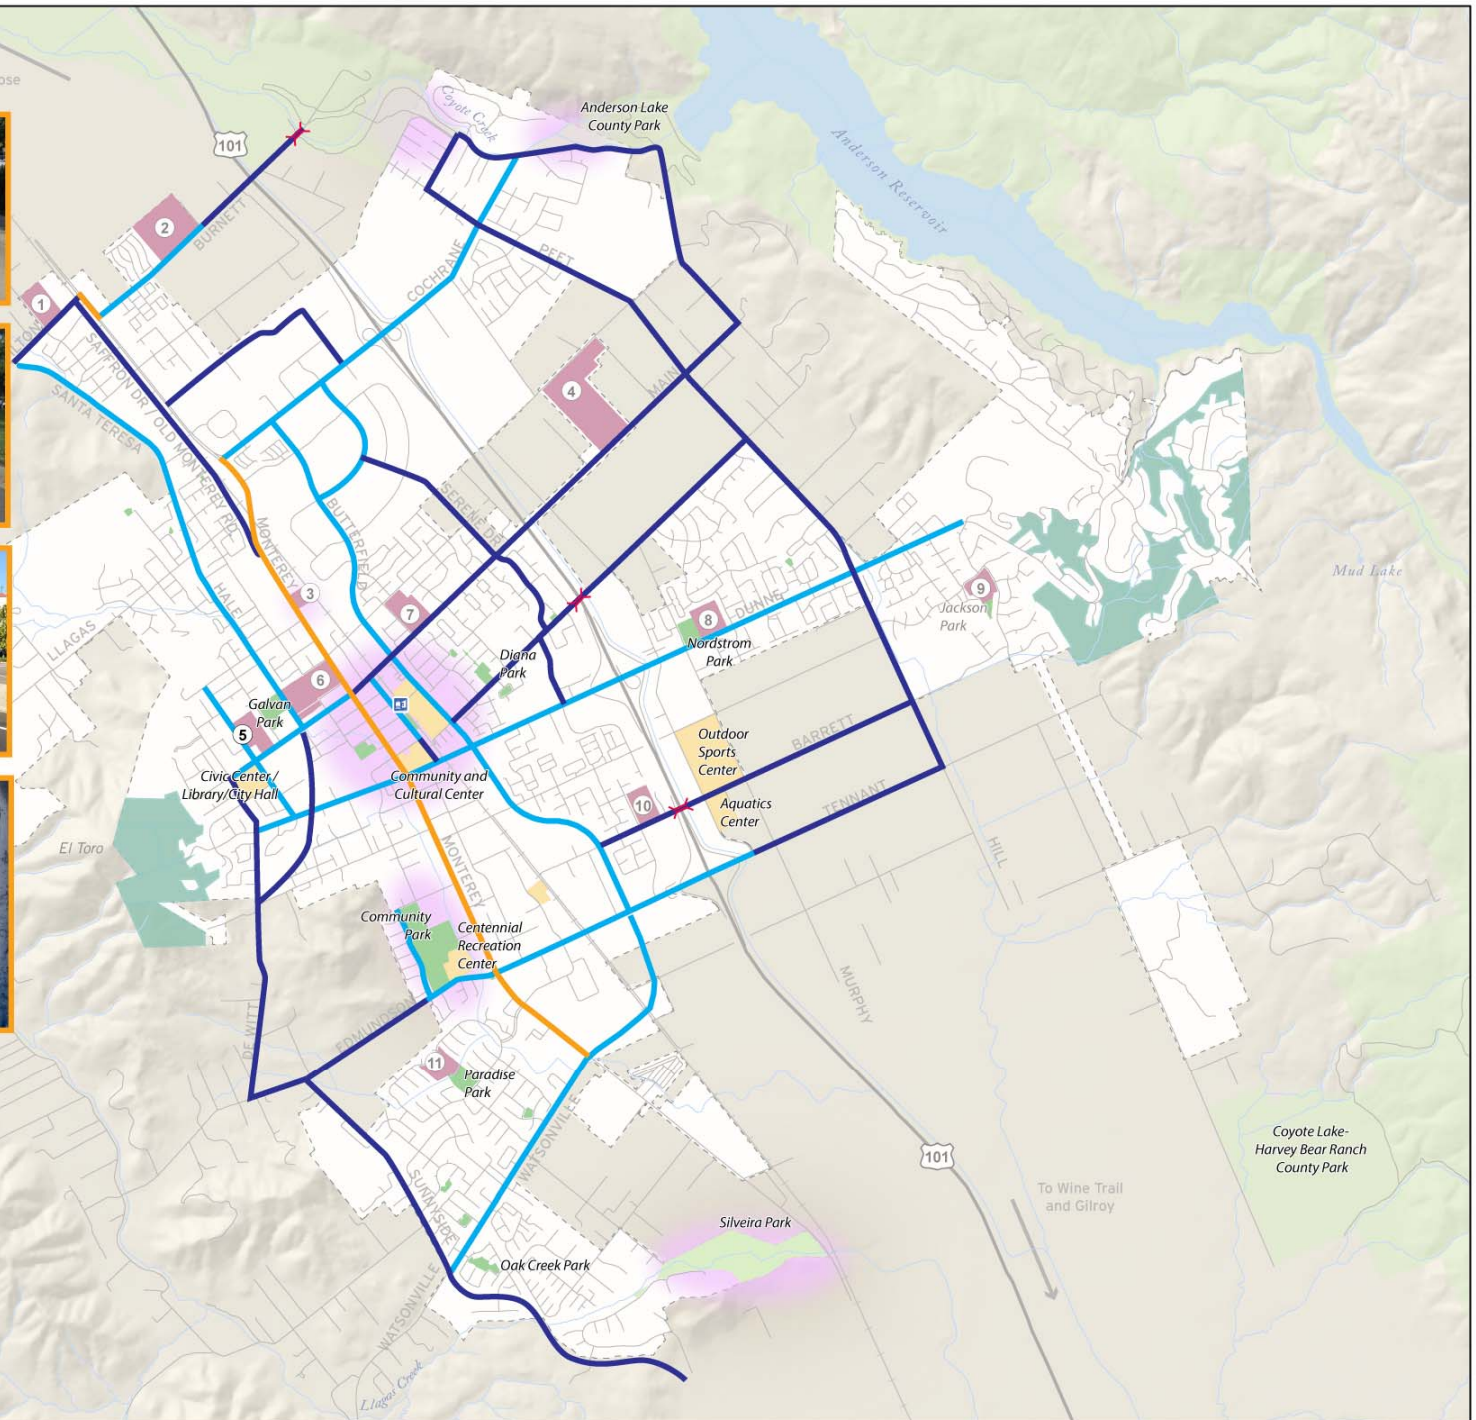 ose
Coyote Creek
Anderson Lake
County Park
101
Anderson Reservoir
2
BURNETT
1
PEET
COCHRANE
SAFFRON DR / OLD MONTEREY RD.
SANTA TERESA
4
MAIN
SERENE DR.
BUTTERFIELD
MONTEREY
HALE
3
7
LLAGAS
8
DUNNE
Nordstrom
Park
9
Jackson
Park
Mud Lake
Diana
Park
6
Galvan
Park
5
Outdoor
Sports
Center
BARRETT
Civic Center /
Library/City Hall
Community and
Cultural Center
10
Aquatics
Center
TENNANT
El Toro
MONTEREY
HILL
Community
Park
Centennial
Recreation
Center
MURPHY
DE WITT
EDMUNDSON
11
Paradise
Park
WATSONVILLE
SUNNYSIDE
101
Coyote Lake-
Harvey Bear Ranch
County Park
To Wine Trail
and Gilroy
Silveira Park
Oak Creek Park
WATSONVILLE
Llagas Creek